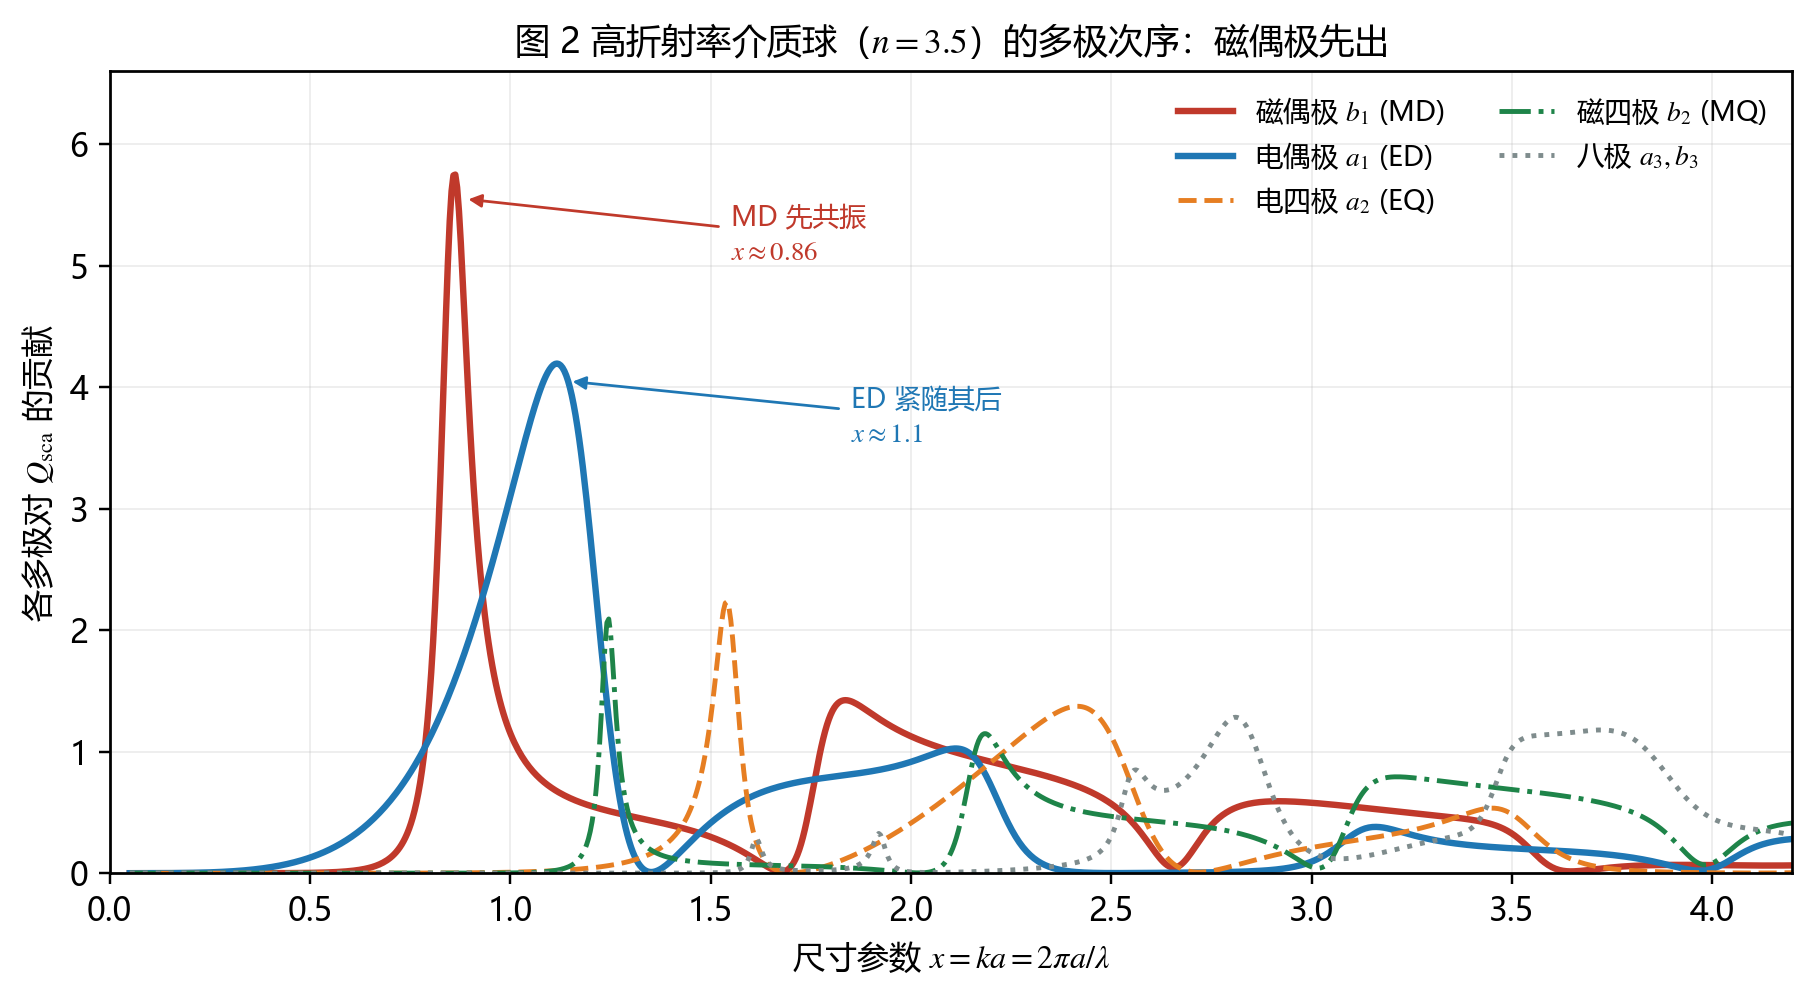 图 2 高折射率介质球（n = 3.5）的多极次序：磁偶极先出
磁偶极 b₁ (MD)
电偶极 a₁ (ED)
电四极 a₂ (EQ)
磁四极 b₂ (MQ)
八极 a₃, b₃
MD 先共振
x ≈ 0.86
ED 紧随其后
x ≈ 1.1
各多极对 Q_sca 的贡献
6
5
4
3
2
1
0
0.0 0.5 1.0 1.5 2.0 2.5 3.0 3.5 4.0
尺寸参数 x = ka = 2πa/λ